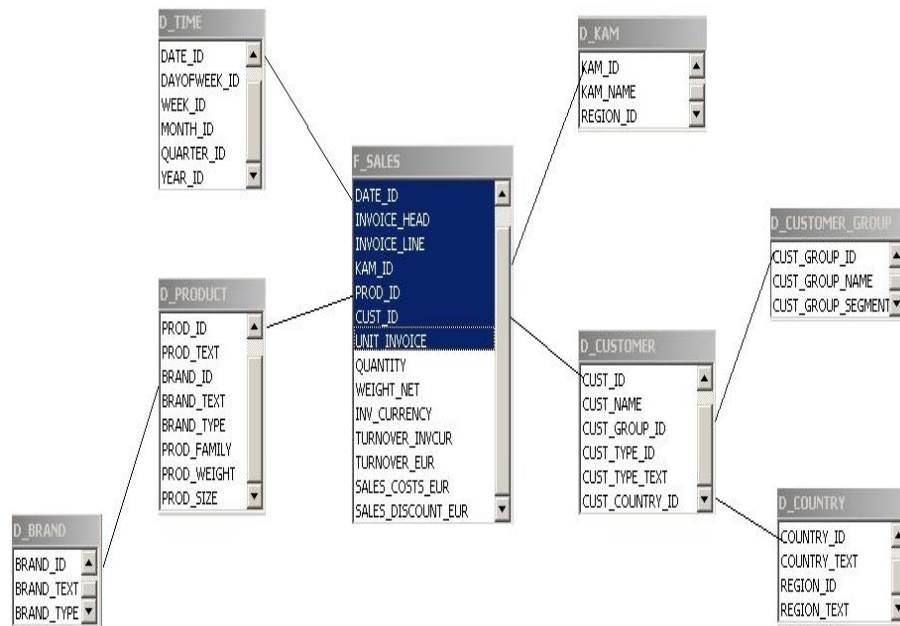 D_TIME
DATE_ID
DAYOFWEEK_ID
WEEK_ID
MONTH_ID
QUARTER_ID
YEAR_ID
D_KAM
KAM_ID
KAM_NAME
REGION_ID
F_SALES
DATE_ID
INVOICE_HEAD
INVOICE_LINE
KAM_ID
PROD_ID
CUST_ID
UNIT_INVOICE
QUANTITY
WEIGHT_NET
INV_CURRENCY
TURNOVER_INVCUR
TURNOVER_EUR
SALES_COSTS_EUR
SALES_DISCOUNT_EUR
D_CUSTOMER_GROUP
CUST_GROUP_ID
CUST_GROUP_NAME
CUST_GROUP_SEGMENT
D_PRODUCT
PROD_ID
PROD_TEXT
BRAND_ID
BRAND_TEXT
BRAND_TYPE
PROD_FAMILY
PROD_WEIGHT
PROD_SIZE
D_CUSTOMER
CUST_ID
CUST_NAME
CUST_GROUP_ID
CUST_TYPE_ID
CUST_TYPE_TEXT
CUST_COUNTRY_ID
D_BRAND
BRAND_ID
BRAND_TEXT
BRAND_TYPE
D_COUNTRY
COUNTRY_ID
COUNTRY_TEXT
REGION_ID
REGION_TEXT